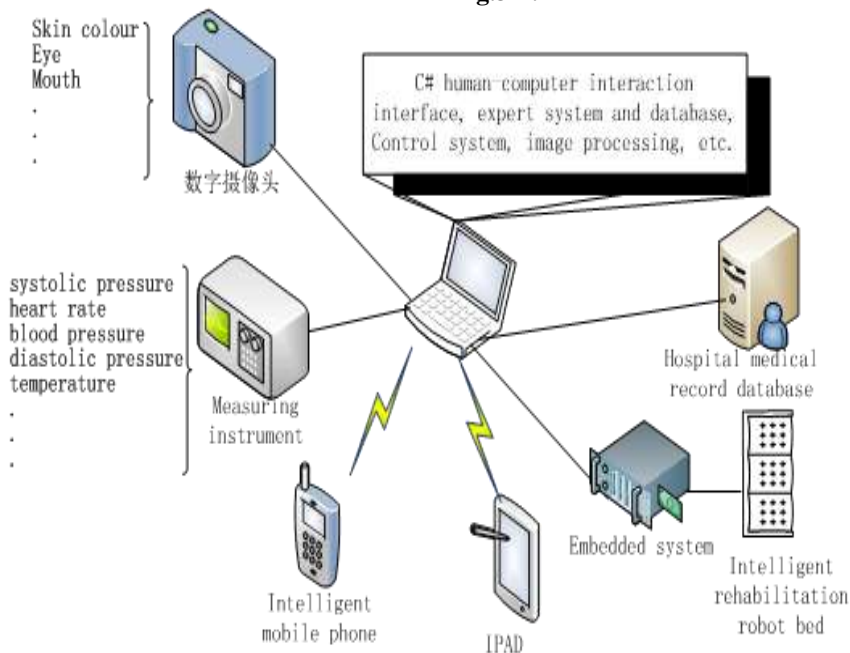 Skin colour
Eye
Mouth
.
.
.
数字摄像头
C# human-computer interaction
interface, expert system and database,
Control system, image processing, etc.
systolic pressure
heart rate
blood pressure
diastolic pressure
temperature
.
.
.
Measuring
instrument
Hospital medical
record database
Embedded system
Intelligent
rehabilitation
robot bed
Intelligent
mobile phone
IPAD